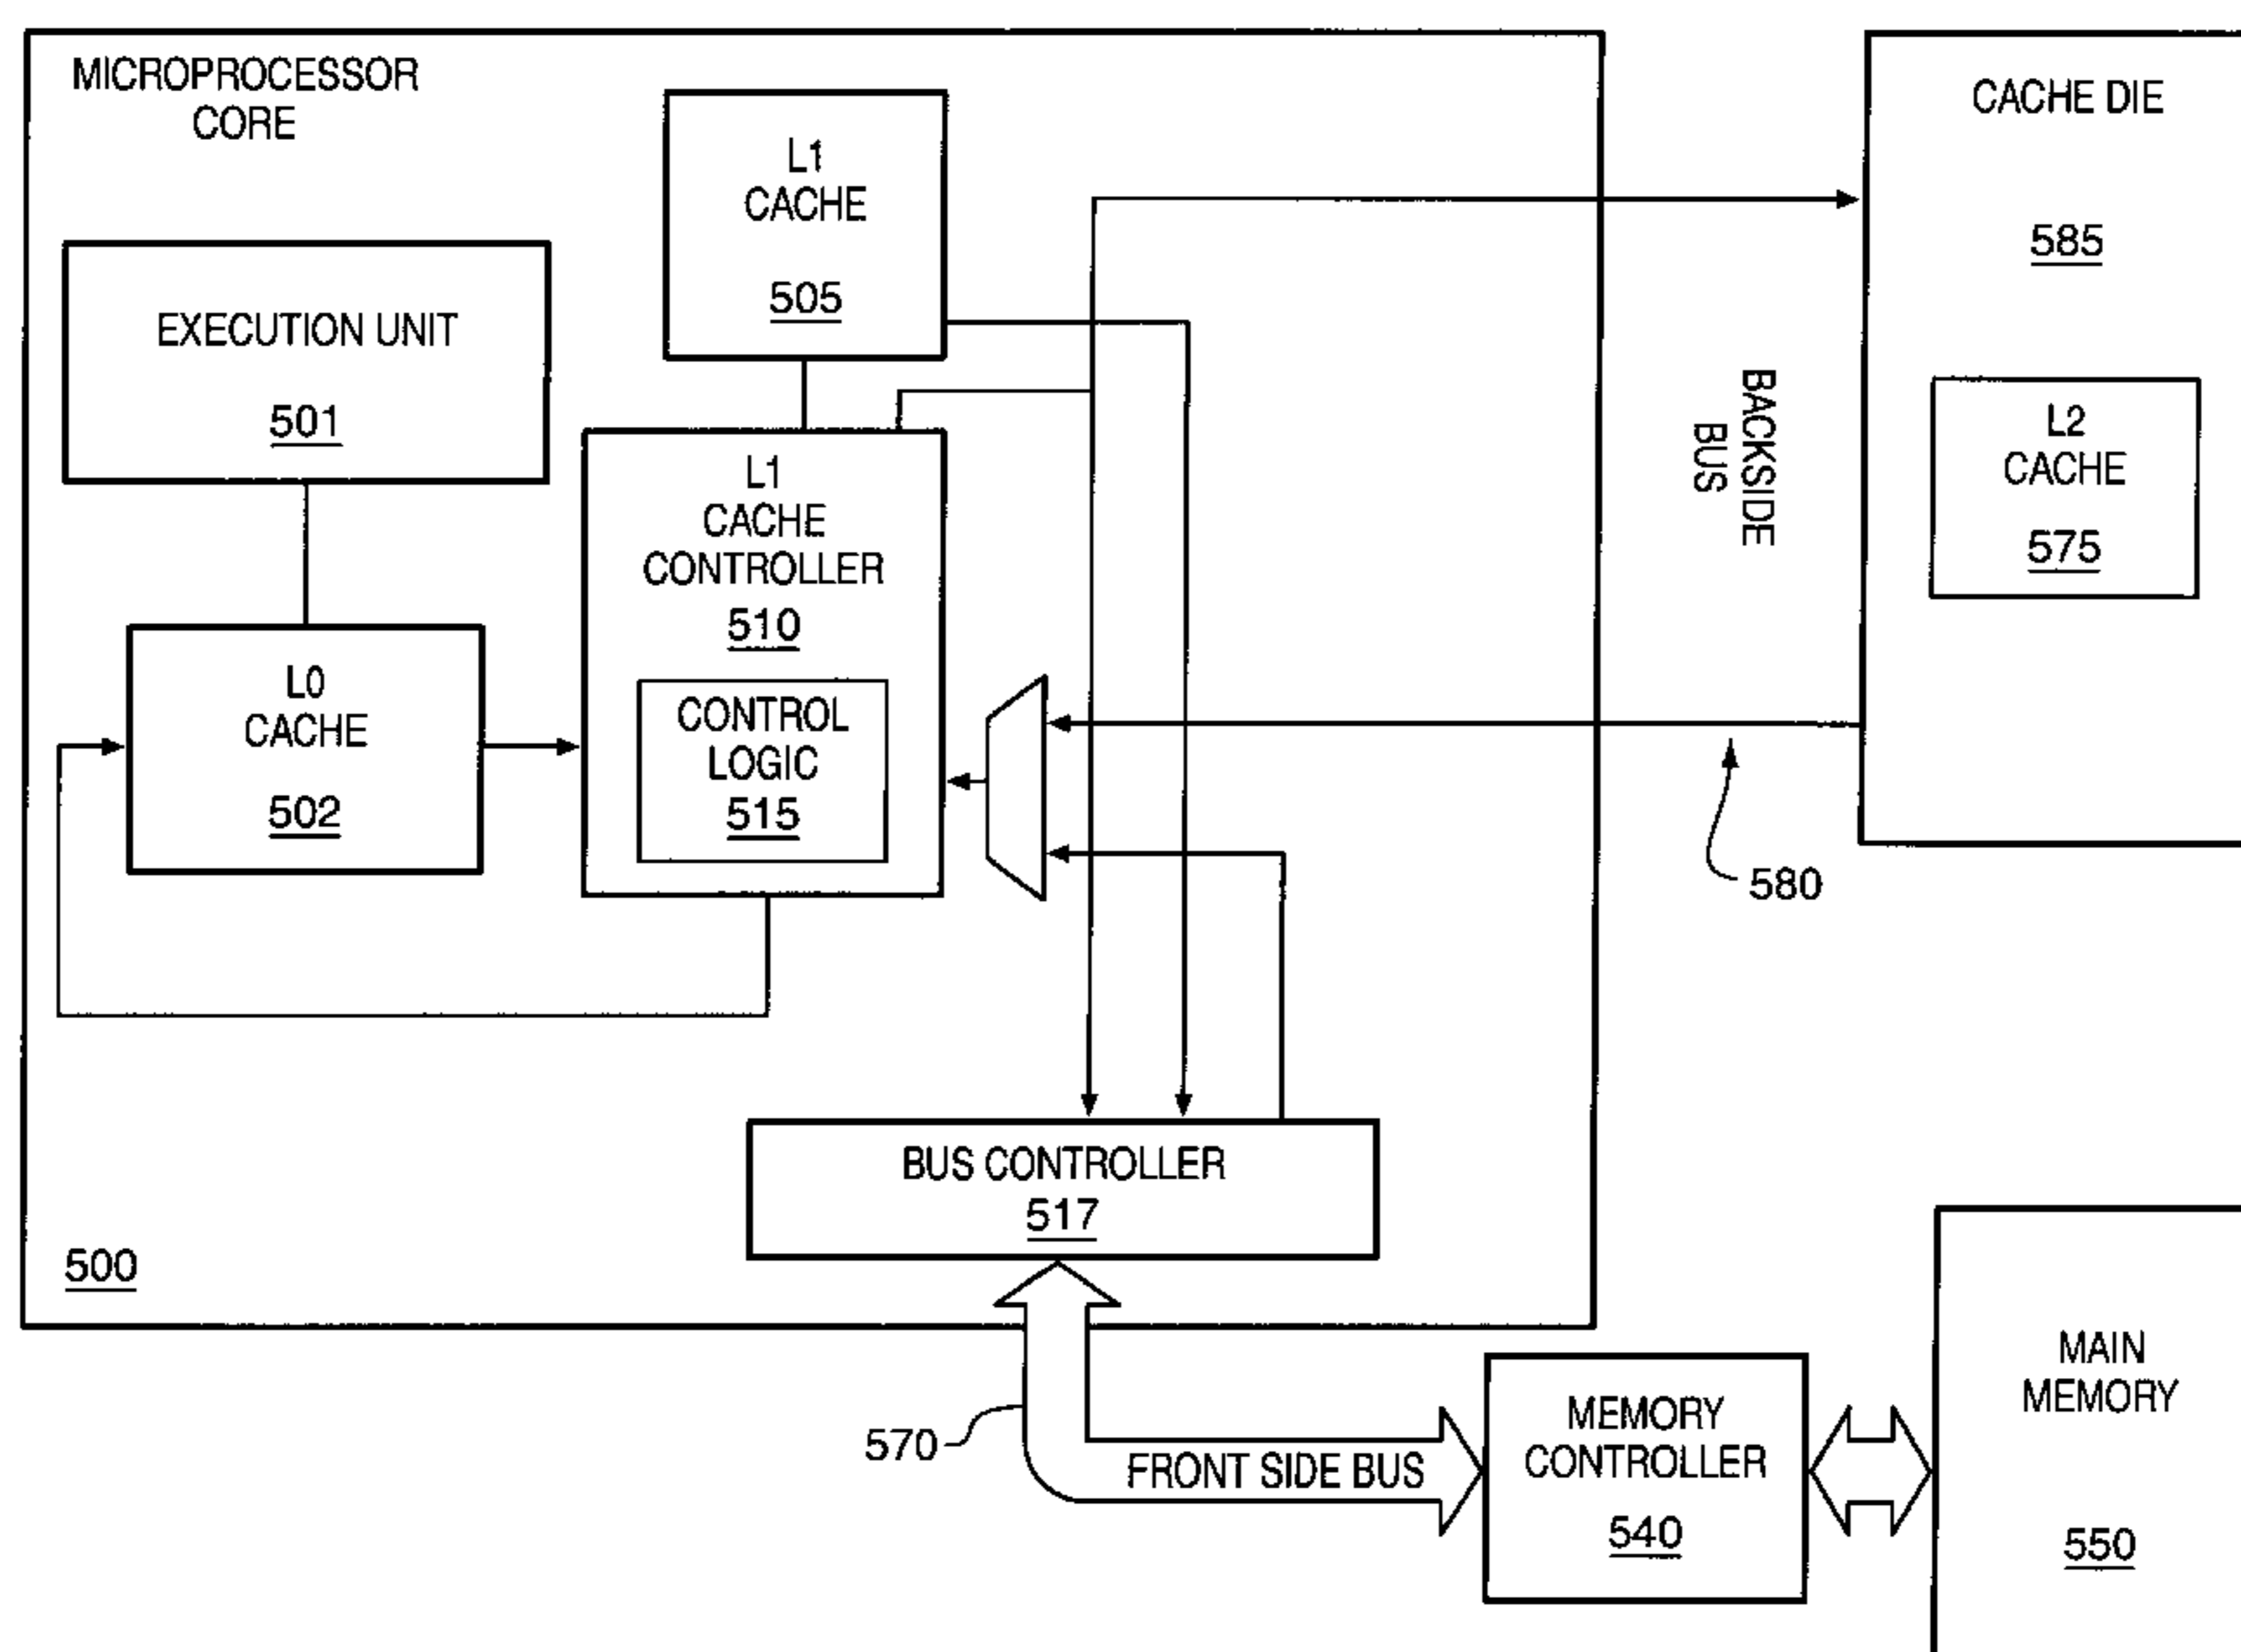 MICROPROCESSOR
CORE
L1
CACHE
505
EXECUTION UNIT
501
L0
CACHE
502
L1
CACHE
CONTROLLER
510
CONTROL
LOGIC
515
BUS CONTROLLER
517
500
BACKSIDE
BUS
580
CACHE DIE
585
L2
CACHE
575
570
FRONT SIDE BUS
MEMORY
CONTROLLER
540
MAIN
MEMORY
550